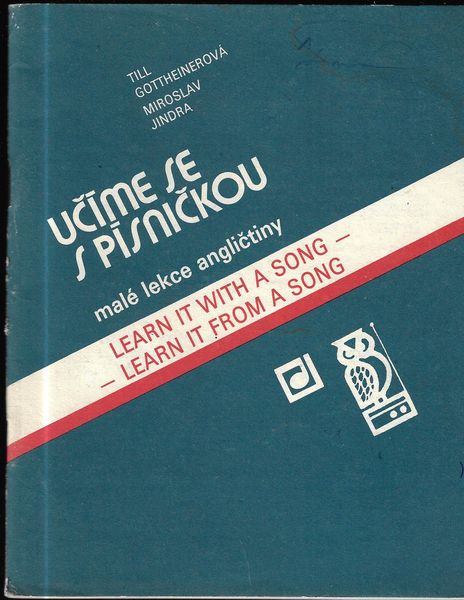 TILL
GOTTHEINEROVÁ
MIROSLAV
JINDRA
UČÍME SE
S PÍSNIČKOU
malé lekce angličtiny
LEARN IT WITH A SONG –
– LEARN IT FROM A SONG